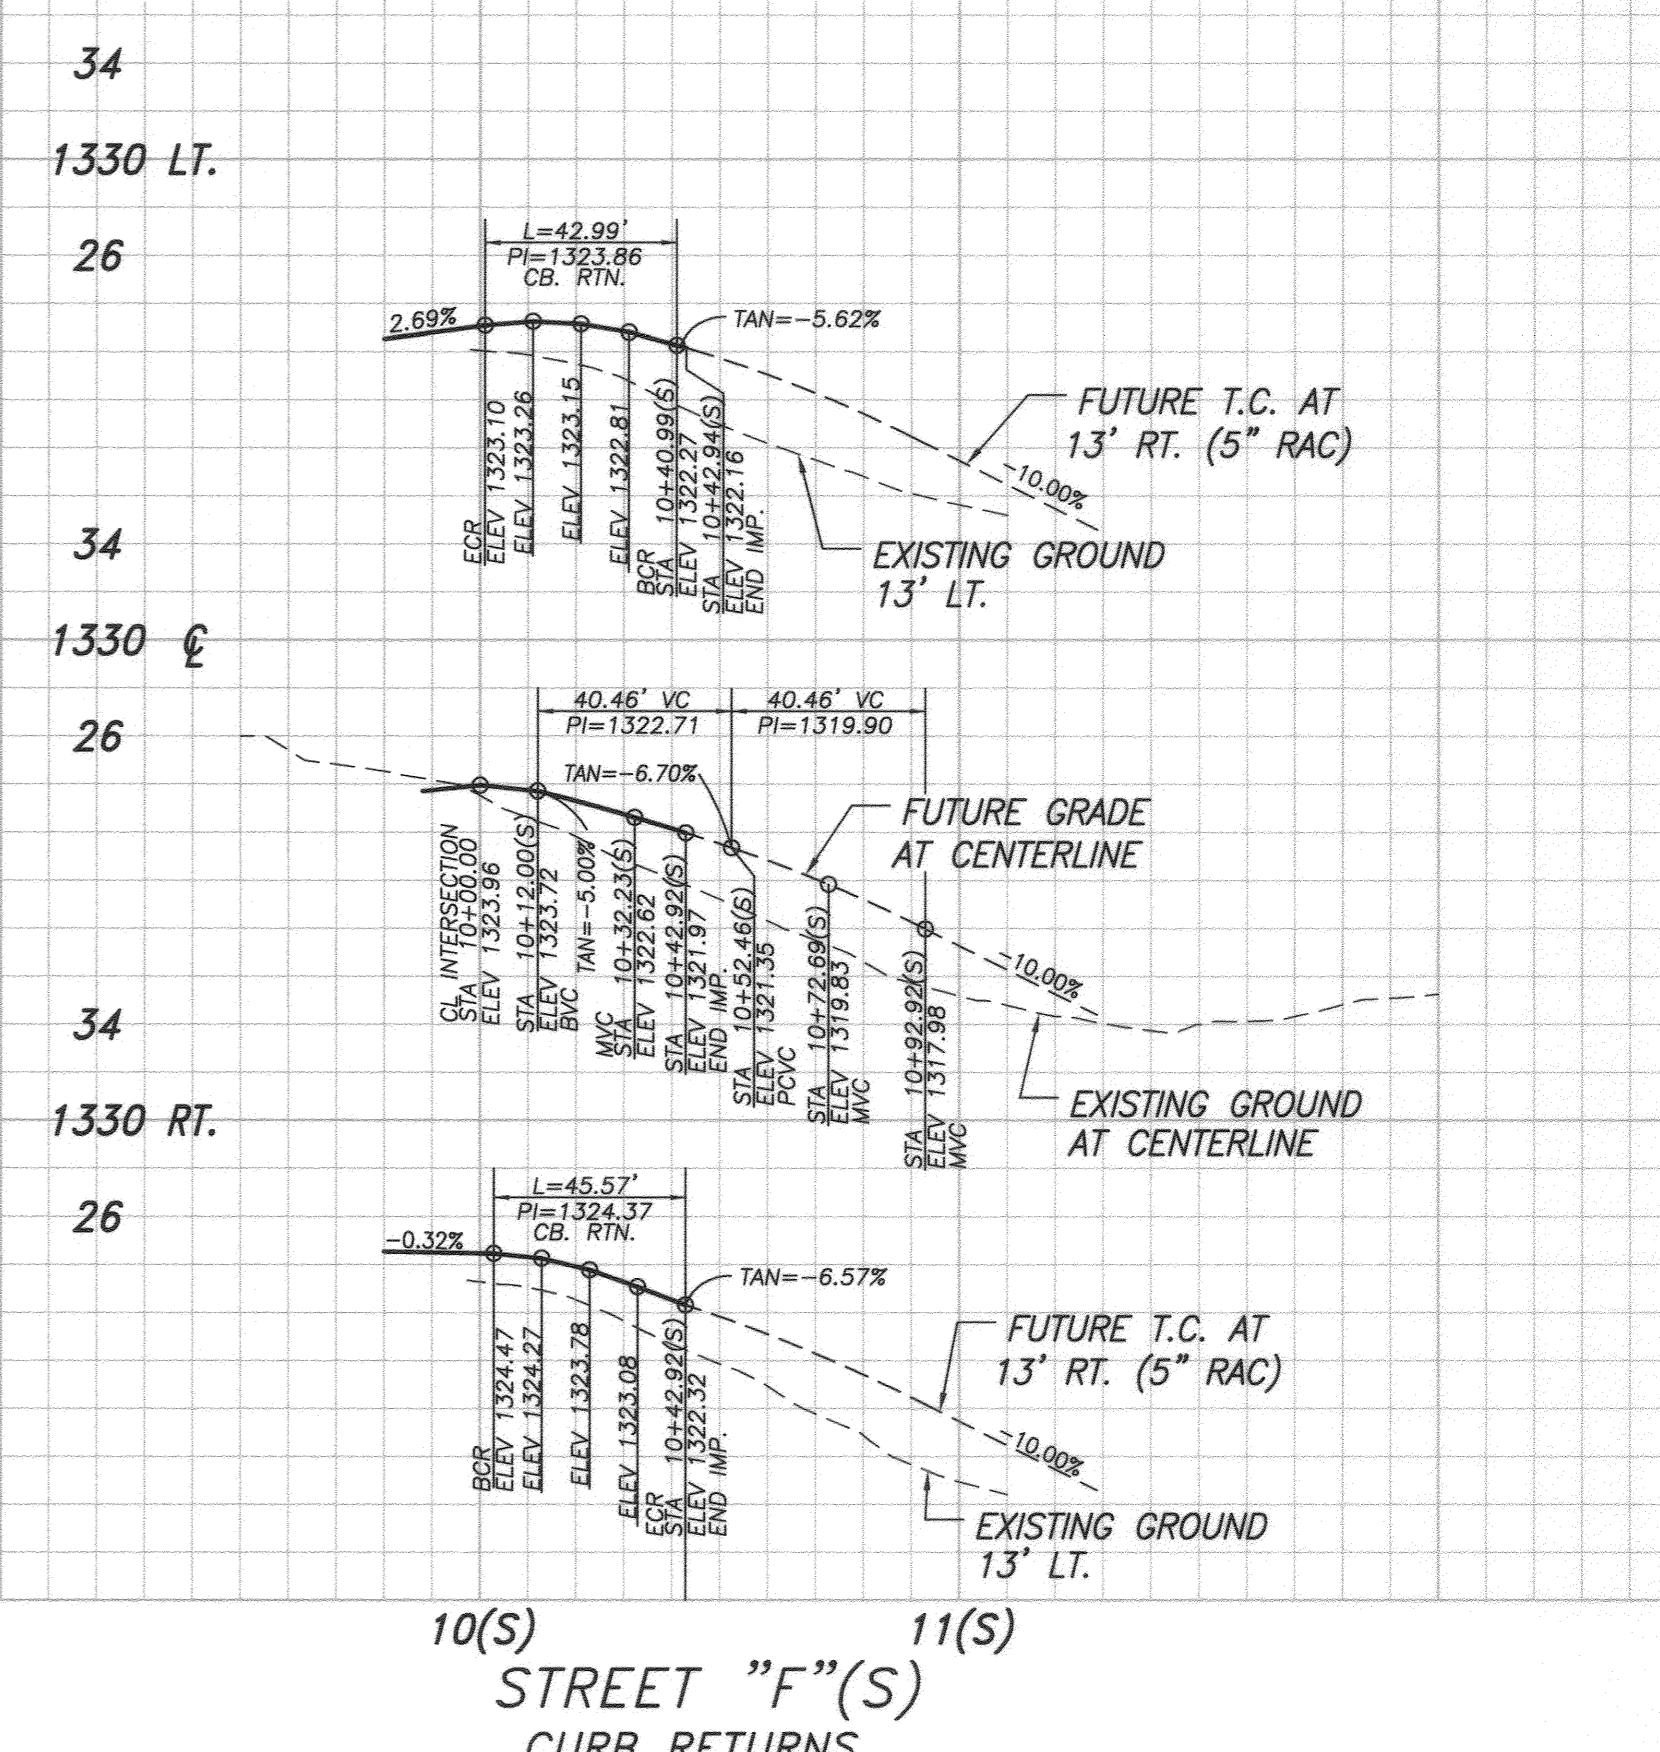 34
1330 LT.
26
L=42.99'
PI=1323.86
CB. RTN.
2.69%
TAN=-5.62%
ECR
ELEV 1323.10
ELEV 1323.26
ELEV 1323.15
ELEV 1322.81
BCR
STA 10+40.99(S)
ELEV 1322.27
STA 10+42.94(S)
ELEV 1322.16
END IMP.
FUTURE T.C. AT
13' RT. (5" RAC)
-10.00%
EXISTING GROUND
13' LT.
34
1330 ℄
26
40.46' VC
PI=1322.71
40.46' VC
PI=1319.90
TAN=-6.70%
CL INTERSECTION
STA 10+00.00
ELEV 1323.96
STA 10+12.00(S)
ELEV 1323.72
BVC
TAN=-5.00%
MVC
STA 10+32.23(S)
ELEV 1322.62
STA 10+42.92(S)
ELEV 1321.97
END IMP.
STA 10+52.46(S)
ELEV 1321.35
PCVC
STA 10+72.69(S)
ELEV 1319.83
MVC
STA 10+92.92(S)
ELEV 1317.98
MVC
FUTURE GRADE
AT CENTERLINE
-10.00%
EXISTING GROUND
AT CENTERLINE
34
1330 RT.
26
L=45.57'
PI=1324.37
CB. RTN.
-0.32%
TAN=-6.57%
BCR
ELEV 1324.47
ELEV 1324.27
ELEV 1323.78
ELEV 1323.08
ECR
STA 10+42.92(S)
ELEV 1322.32
END IMP.
FUTURE T.C. AT
13' RT. (5" RAC)
-10.00%
EXISTING GROUND
13' LT.
10(S)
11(S)
STREET "F"(S)
CURB RETURNS